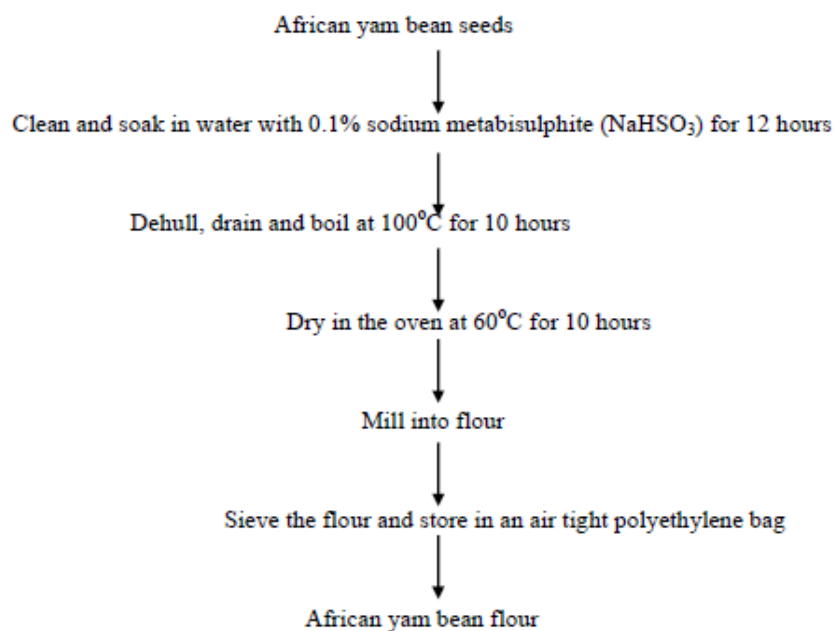 African yam bean seeds
Clean and soak in water with 0.1% sodium metabisulphite (NaHSO₃) for 12 hours
Dehull, drain and boil at 100⁰C for 10 hours
Dry in the oven at 60⁰C for 10 hours
Mill into flour
Sieve the flour and store in an air tight polyethylene bag
African yam bean flour